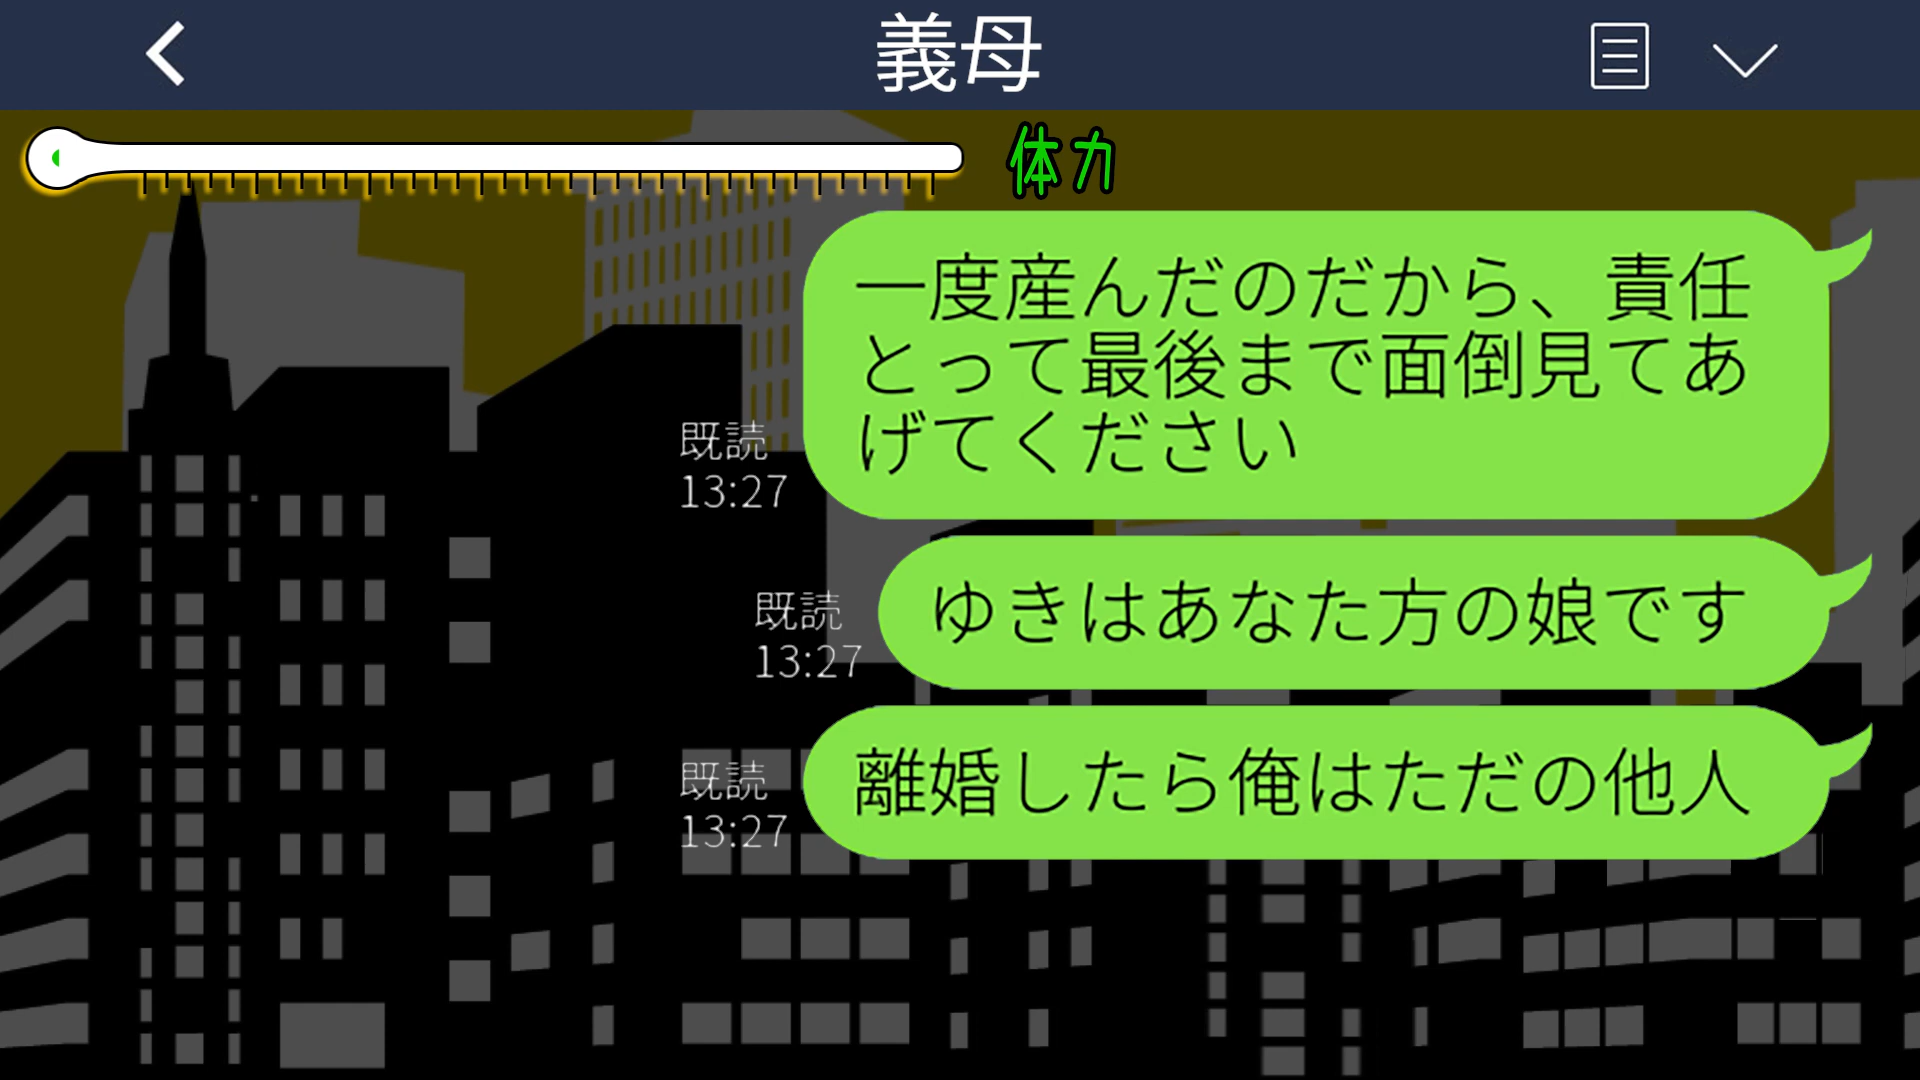 義母
体力
一度産んだのだから、責任
とって最後まで面倒見てあ
げてください
既読
13:27
ゆきはあなた方の娘です
既読
13:27
離婚したら俺はただの他人
既読
13:27